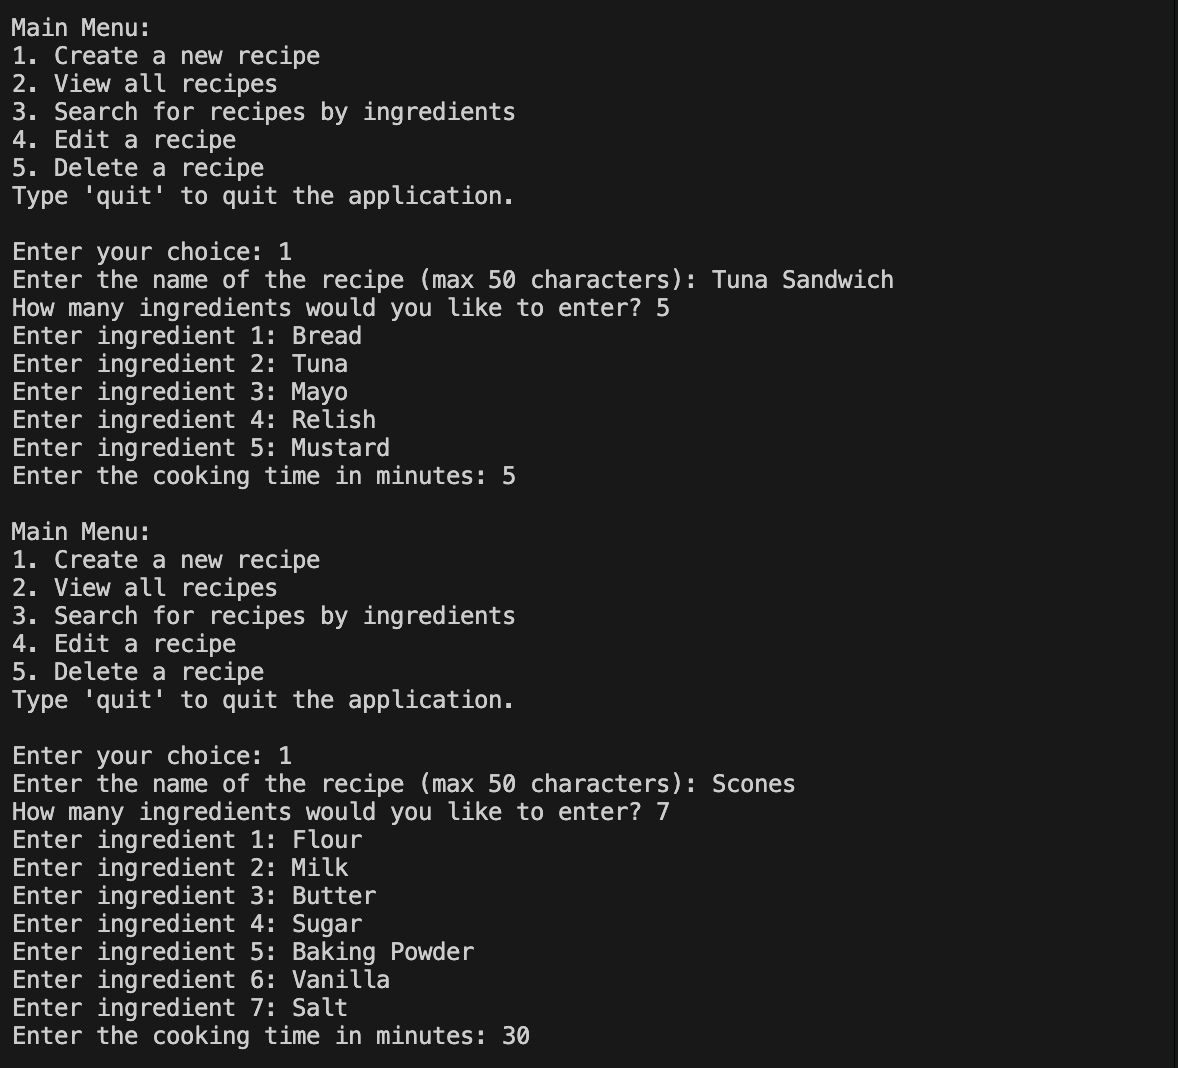 Main Menu:
1. Create a new recipe
2. View all recipes
3. Search for recipes by ingredients
4. Edit a recipe
5. Delete a recipe
Type 'quit' to quit the application.
Enter your choice: 1
Enter the name of the recipe (max 50 characters): Tuna Sandwich
How many ingredients would you like to enter? 5
Enter ingredient 1: Bread
Enter ingredient 2: Tuna
Enter ingredient 3: Mayo
Enter ingredient 4: Relish
Enter ingredient 5: Mustard
Enter the cooking time in minutes: 5
Main Menu:
1. Create a new recipe
2. View all recipes
3. Search for recipes by ingredients
4. Edit a recipe
5. Delete a recipe
Type 'quit' to quit the application.
Enter your choice: 1
Enter the name of the recipe (max 50 characters): Scones
How many ingredients would you like to enter? 7
Enter ingredient 1: Flour
Enter ingredient 2: Milk
Enter ingredient 3: Butter
Enter ingredient 4: Sugar
Enter ingredient 5: Baking Powder
Enter ingredient 6: Vanilla
Enter ingredient 7: Salt
Enter the cooking time in minutes: 30